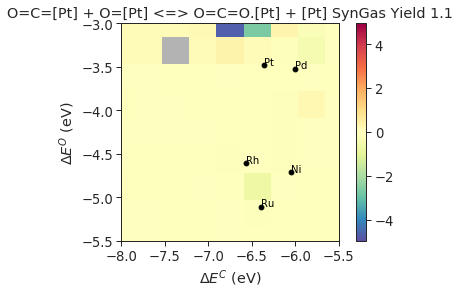 O=C=[Pt] + O=[Pt] <=> O=C=O.[Pt] + [Pt] SynGas Yield 1.1
−3.0
−3.5
−4.0
−4.5
−5.0
−5.5
ΔE^O (eV)
Pt
Pd
Rh
Ni
Ru
−8.0 −7.5 −7.0 −6.5 −6.0 −5.5
ΔE^C (eV)
4
2
0
−2
−4